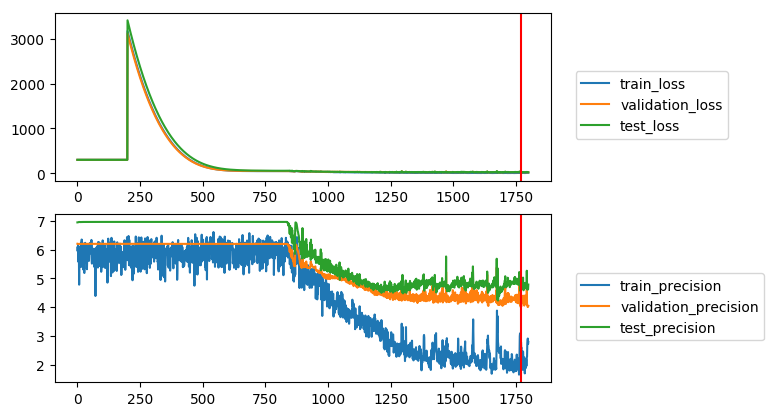 3000
2000
1000
0
0 250 500 750 1000 1250 1500 1750
train_loss
validation_loss
test_loss
7
6
5
4
3
2
0 250 500 750 1000 1250 1500 1750
train_precision
validation_precision
test_precision